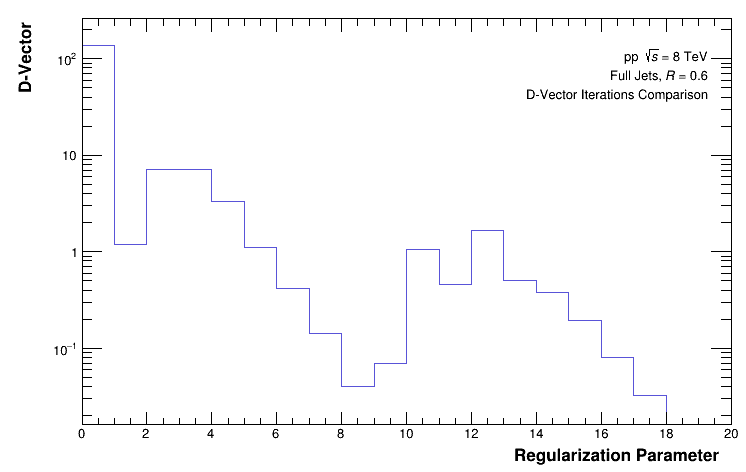 D-Vector
pp √s = 8 TeV
Full Jets, R = 0.6
D-Vector Iterations Comparison
10²
10
1
10⁻¹
0 2 4 6 8 10 12 14 16 18 20
Regularization Parameter